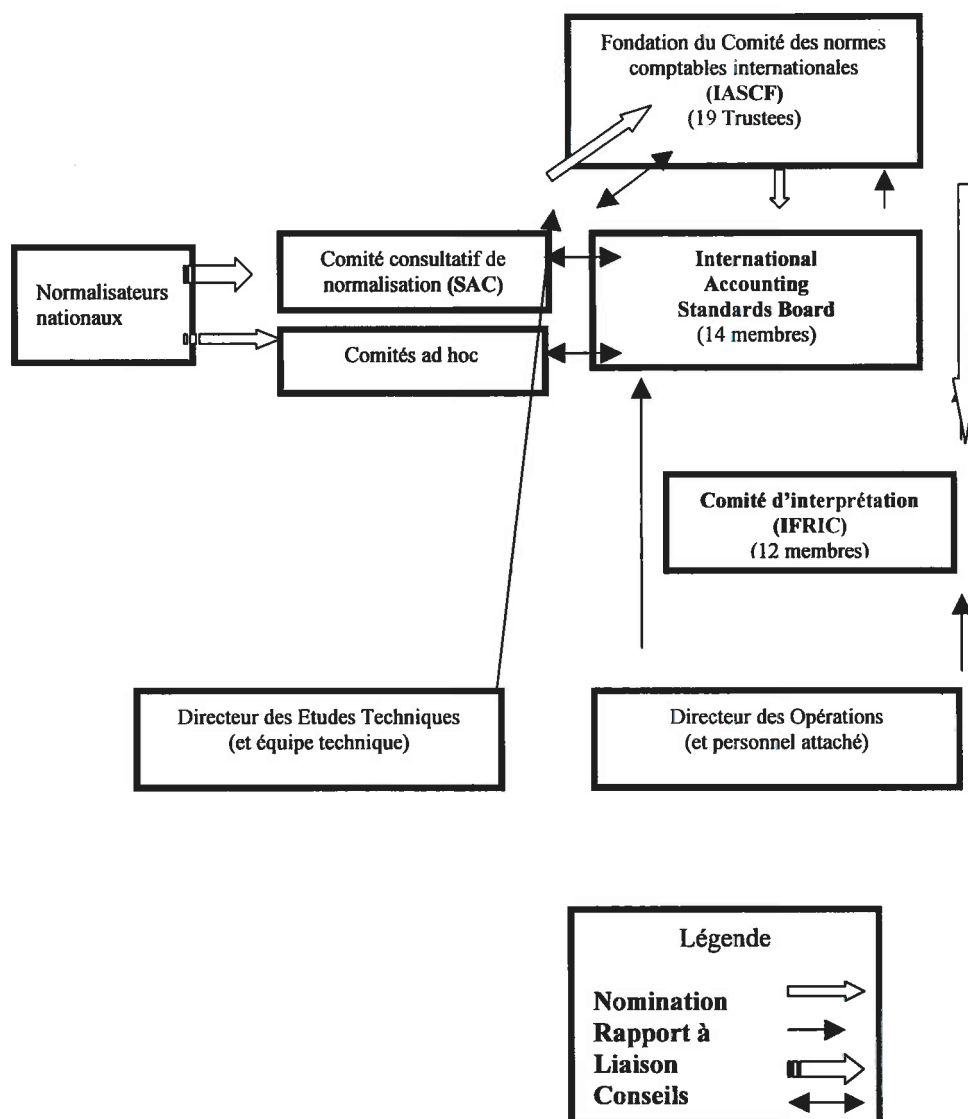 Fondation du Comité des normes
comptables internationales
(IASCF)
(19 Trustees)
Normalisateurs
nationaux
Comité consultatif de
normalisation (SAC)
Comités ad hoc
International
Accounting
Standards Board
(14 membres)
Comité d'interprétation
(IFRIC)
(12 membres)
Directeur des Etudes Techniques
(et équipe technique)
Directeur des Opérations
(et personnel attaché)
Légende
Nomination
Rapport à
Liaison
Conseils